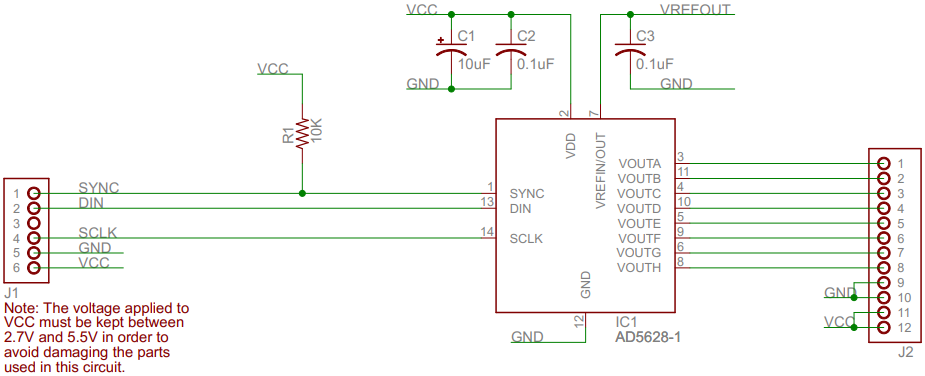 VCC
VREFOUT
C1
C2
C3
+
10uF
0.1uF
0.1uF
GND
GND
VCC
R1
10K
2
7
VDD
VREFIN/OUT
1
2
3
4
5
6
SYNC
DIN
SCLK
GND
VCC
J1
1
13
14
SYNC
DIN
SCLK
VOUTA
VOUTB
VOUTC
VOUTD
VOUTE
VOUTF
VOUTG
VOUTH
3
11
4
10
5
9
6
8
1
2
3
4
5
6
7
8
9
10
11
12
GND
VCC
J2
GND
12
GND
IC1
AD5628-1
Note: The voltage applied to
VCC must be kept between
2.7V and 5.5V in order to
avoid damaging the parts
used in this circuit.